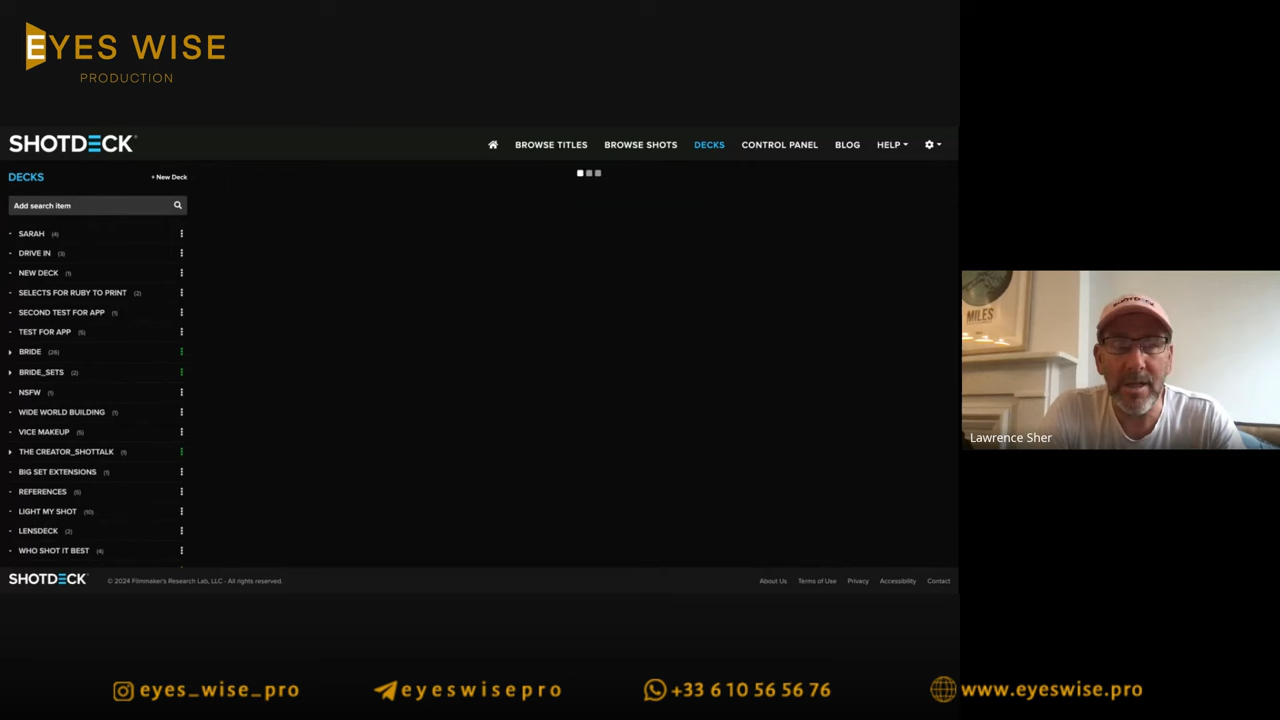 EYES WISE
PRODUCTION
SHOTDECK
BROWSE TITLES
BROWSE SHOTS
DECKS
CONTROL PANEL
BLOG
HELP
DECKS
+ New Deck
Add search item
SARAH (4)
DRIVE IN (3)
NEW DECK (1)
SELECTS FOR RUBY TO PRINT (2)
SECOND TEST FOR APP (1)
TEST FOR APP (5)
BRIDE (26)
BRIDE_SETS (2)
NSFW (1)
WIDE WORLD BUILDING (1)
VICE MAKEUP (5)
THE CREATOR_SHOTTALK (1)
BIG SET EXTENSIONS (1)
REFERENCES (5)
LIGHT MY SHOT (10)
LENSDECK (2)
WHO SHOT IT BEST (4)
MILES
SHOTDECK
Lawrence Sher
SHOTDECK
© 2024 Filmmaker's Research Lab, LLC - All rights reserved.
About Us
Terms of Use
Privacy
Accessibility
Contact
eyes_wise_pro
eyeswisepro
+33 6 10 56 56 76
www.eyeswise.pro